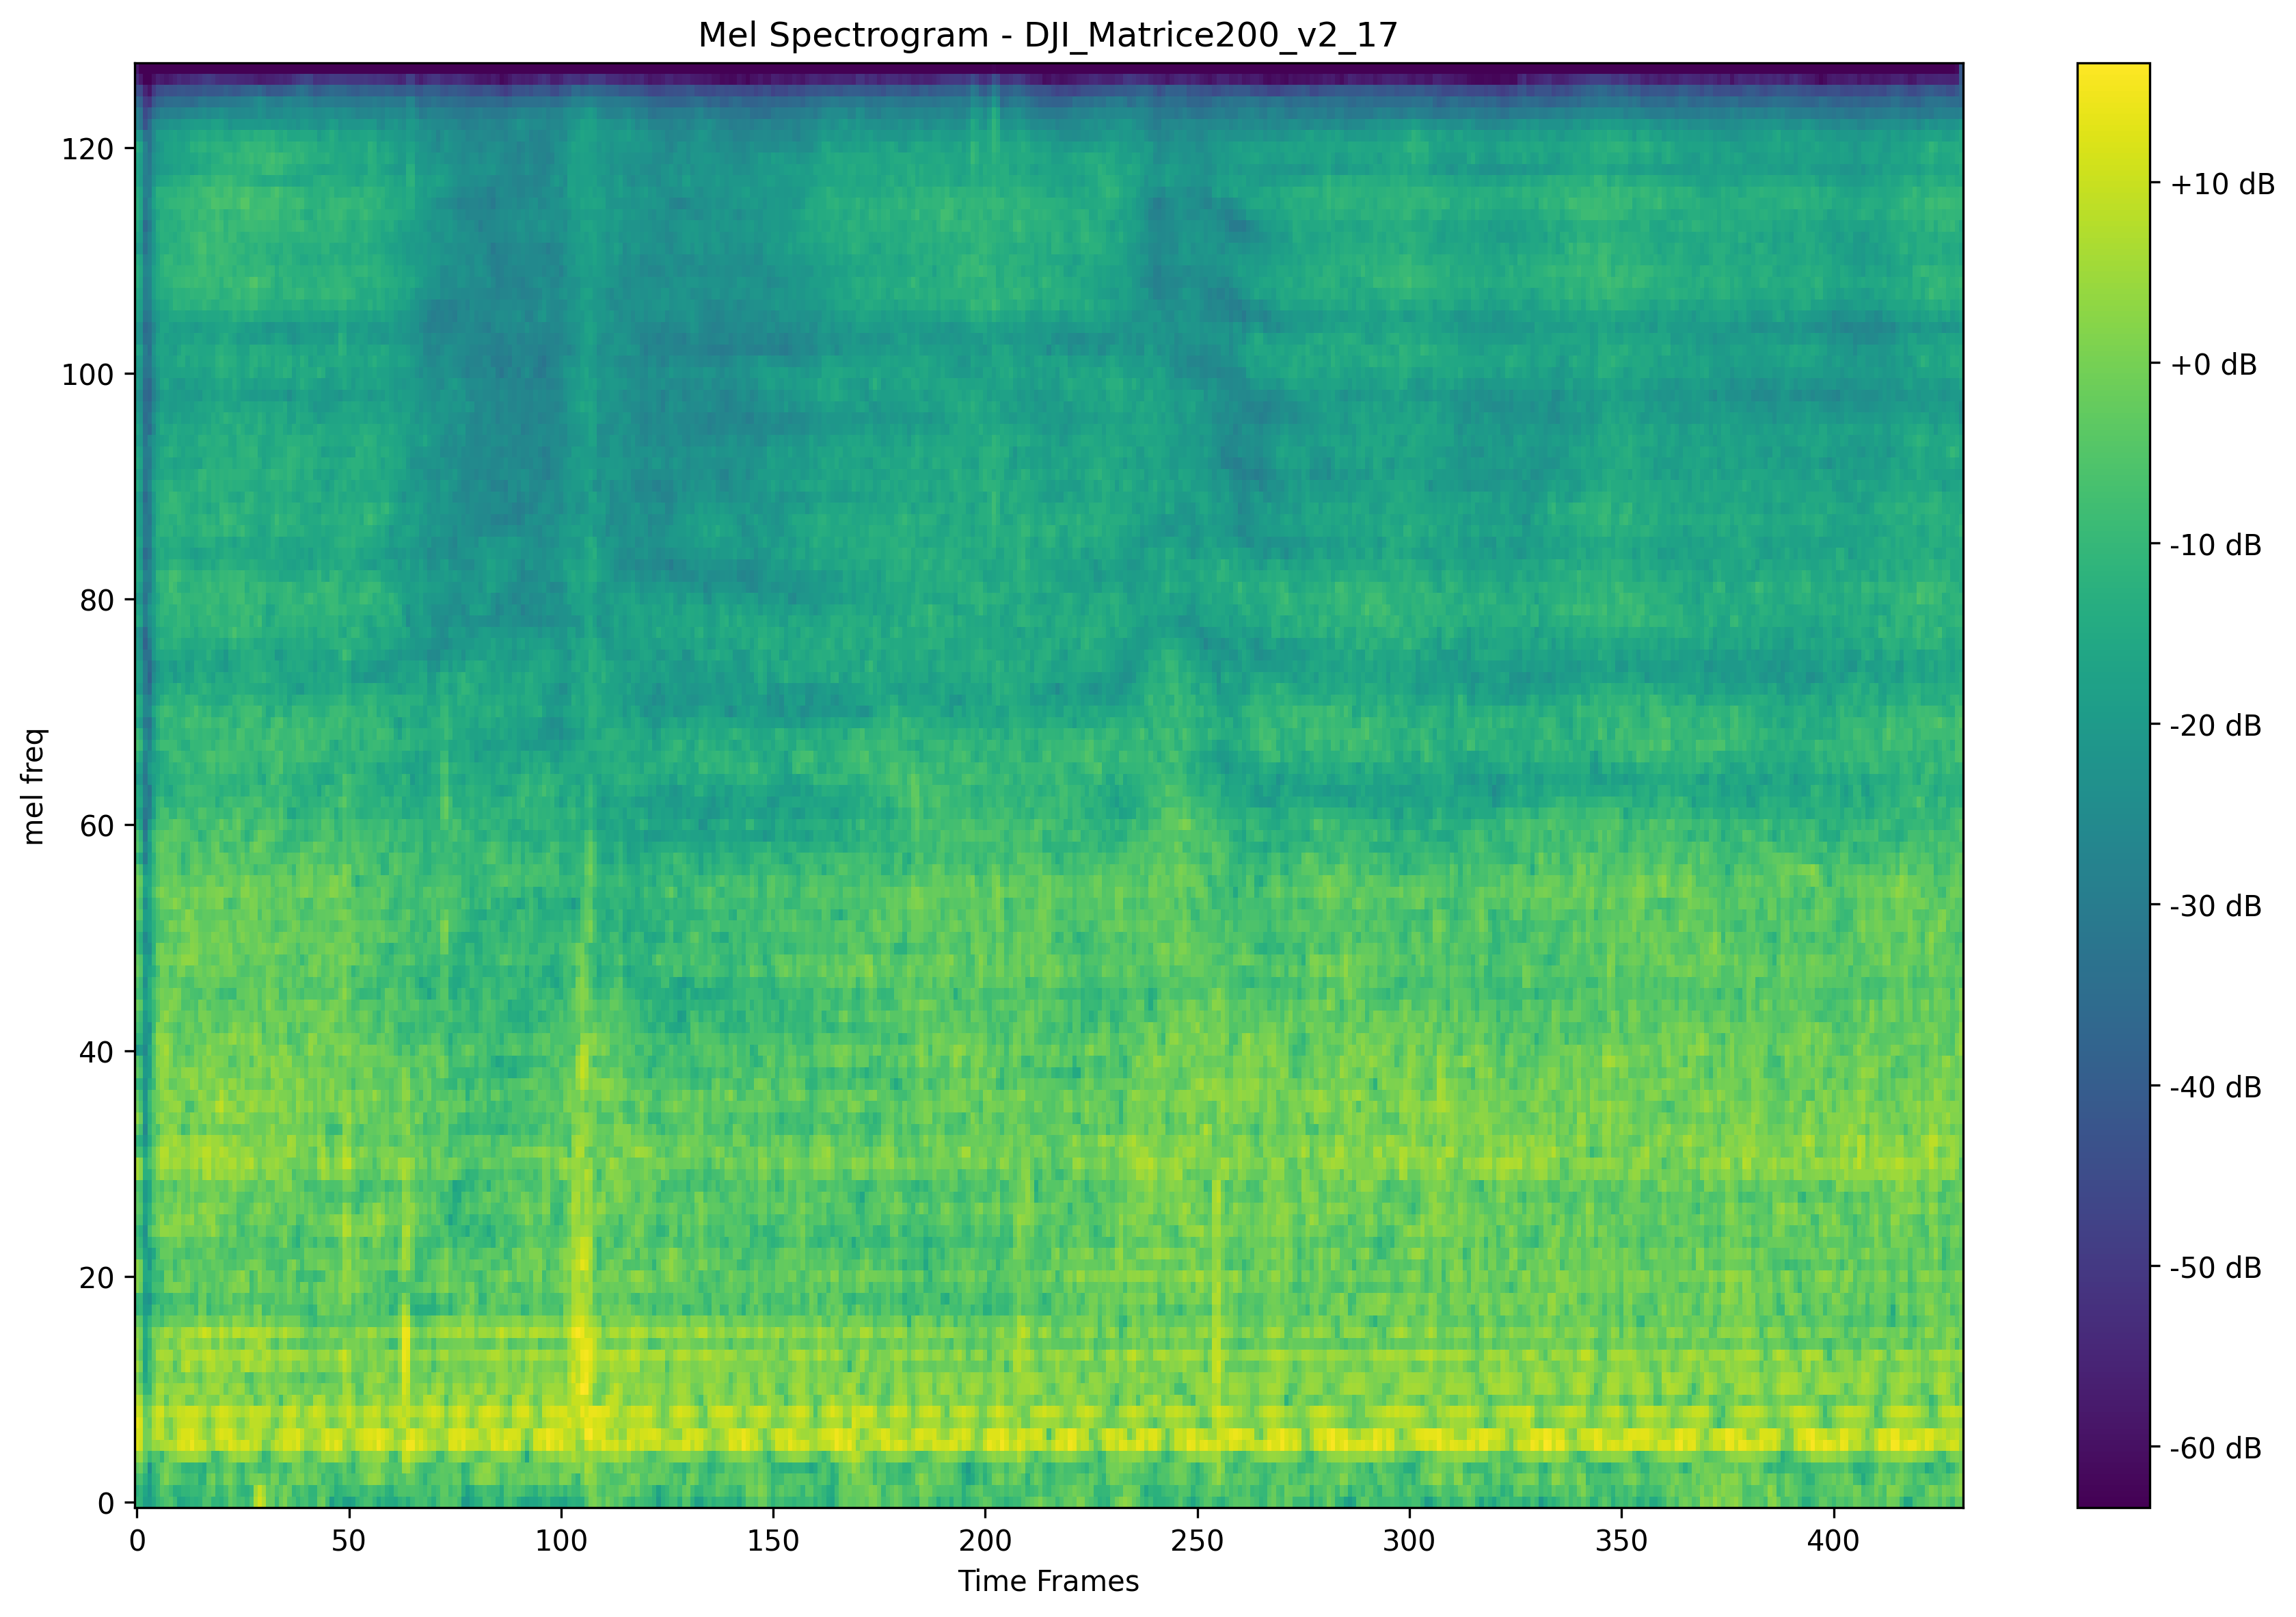 Mel Spectrogram - DJI_Matrice200_v2_17
mel freq
120
100
80
60
40
20
0
0 50 100 150 200 250 300 350 400
Time Frames
+10 dB
+0 dB
-10 dB
-20 dB
-30 dB
-40 dB
-50 dB
-60 dB